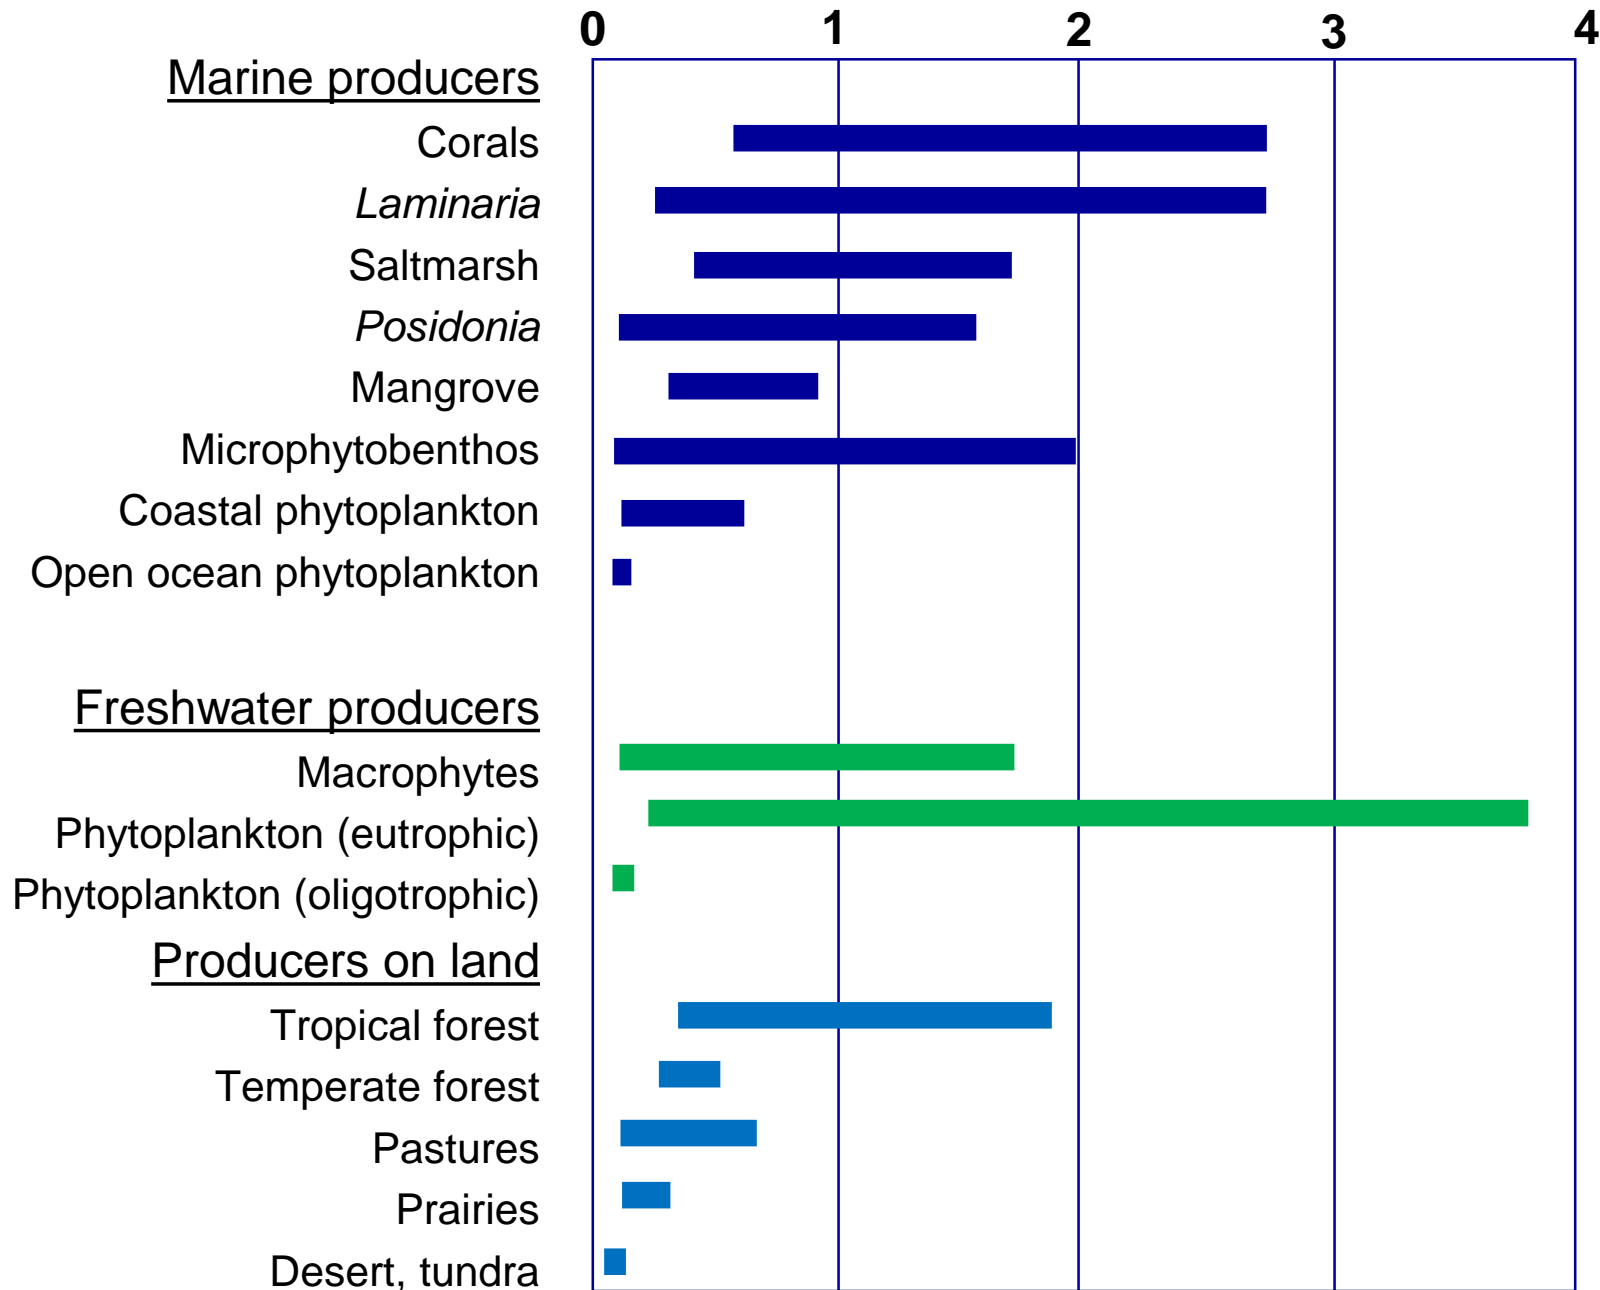 0 1 2 3 4
Marine producers
Corals
Laminaria
Saltmarsh
Posidonia
Mangrove
Microphytobenthos
Coastal phytoplankton
Open ocean phytoplankton
Freshwater producers
Macrophytes
Phytoplankton (eutrophic)
Phytoplankton (oligotrophic)
Producers on land
Tropical forest
Temperate forest
Pastures
Prairies
Desert, tundra